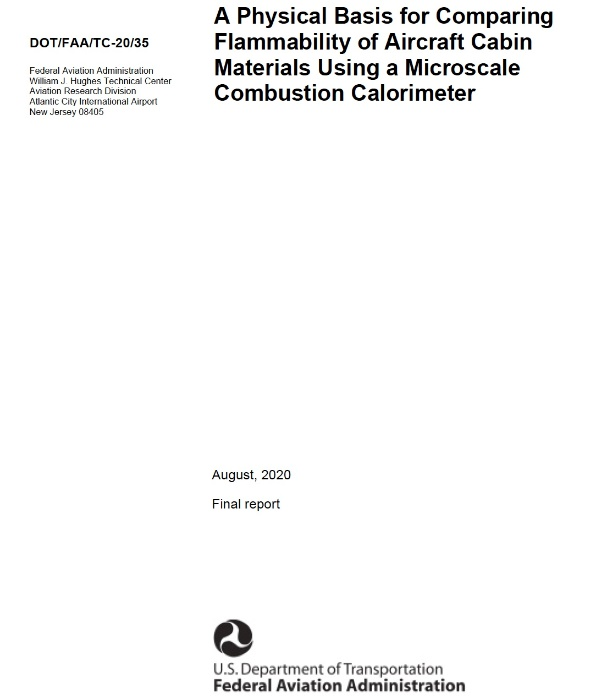 A Physical Basis for Comparing
Flammability of Aircraft Cabin
Materials Using a Microscale
Combustion Calorimeter
DOT/FAA/TC-20/35
Federal Aviation Administration
William J. Hughes Technical Center
Aviation Research Division
Atlantic City International Airport
New Jersey 08405
August, 2020
Final report
U.S. Department of Transportation
Federal Aviation Administration